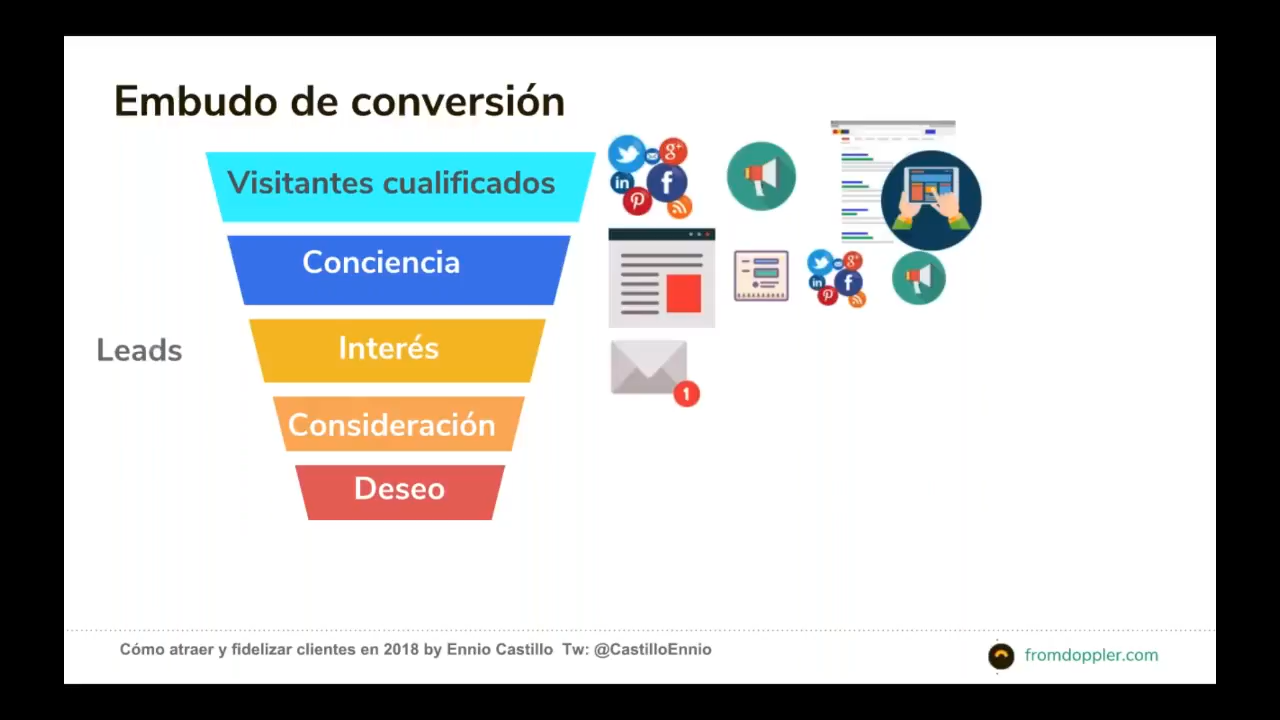 Embudo de conversión
Visitantes cualificados
Conciencia
Leads
Interés
1
Consideración
Deseo
Cómo atraer y fidelizar clientes en 2018 by Ennio Castillo Tw: @CastilloEnnio
fromdoppler.com